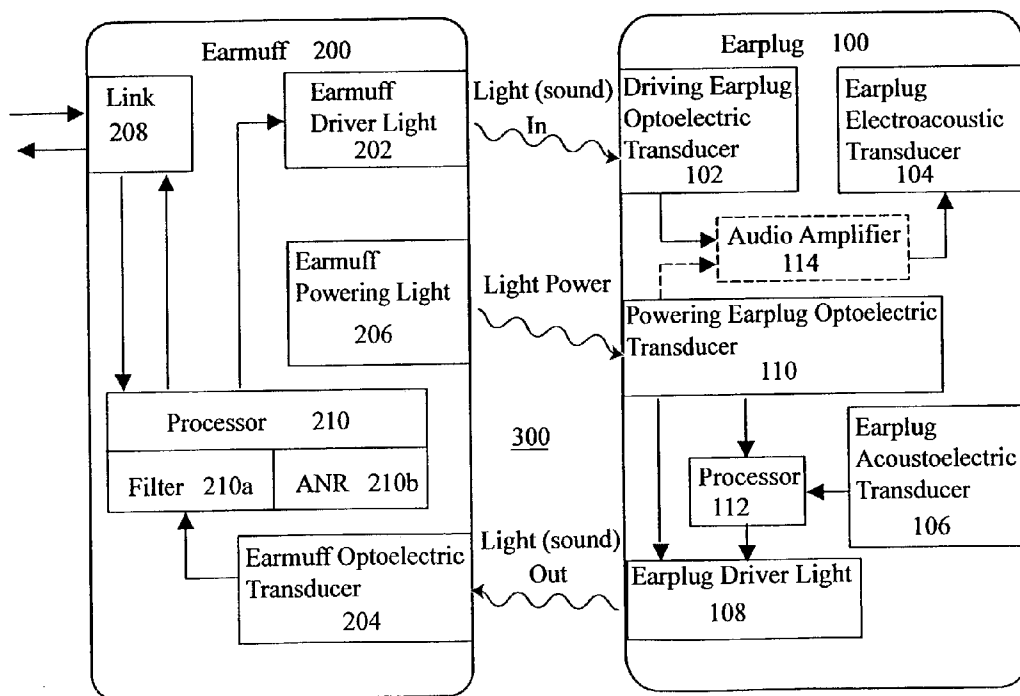 Earmuff 200
Link
208
Earmuff
Driver Light
202
Earmuff
Powering Light
206
Processor 210
Filter 210a
ANR 210b
Earmuff Optoelectric
Transducer
204
Light (sound)
In
Light Power
300
Light (sound)
Out
Earplug 100
Driving Earplug
Optoelectric
Transducer
102
Earplug
Electroacoustic
Transducer
104
Audio Amplifier
114
Powering Earplug Optoelectric
Transducer
110
Processor
112
Earplug
Acoustoelectric
Transducer
106
Earplug Driver Light
108